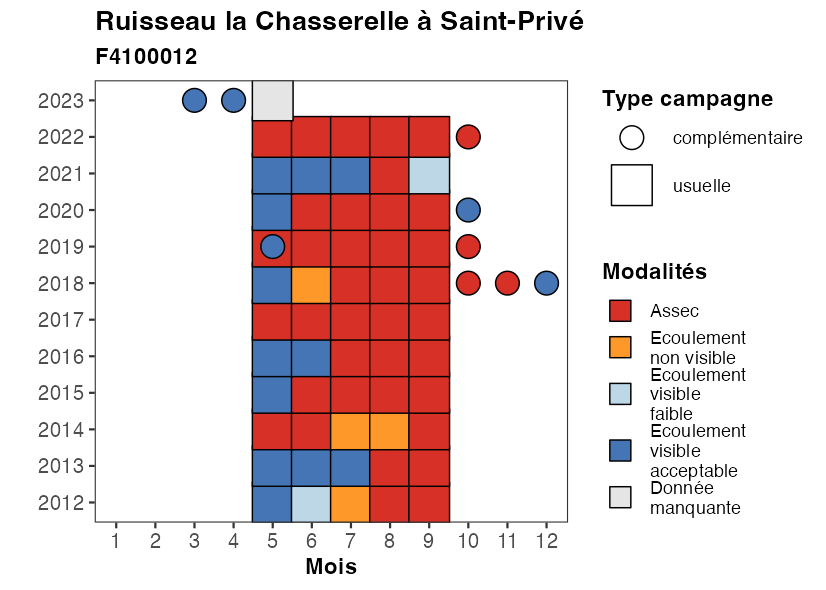 Ruisseau la Chasserelle à Saint-Privé
F4100012
2023
2022
2021
2020
2019
2018
2017
2016
2015
2014
2013
2012
1 2 3 4 5 6 7 8 9 10 11 12
Mois
Type campagne
complémentaire
usuelle
Modalités
Assec
Ecoulement
non visible
Ecoulement
visible
faible
Ecoulement
visible
acceptable
Donnée
manquante